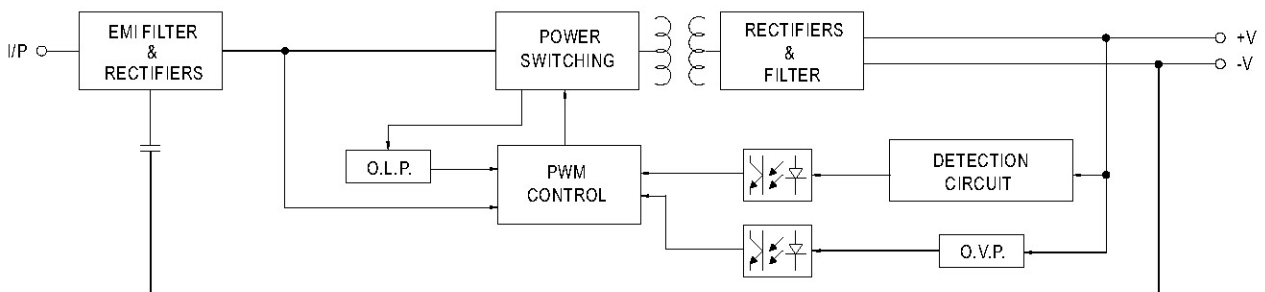 I/P
EMI FILTER
&
RECTIFIERS
POWER
SWITCHING
RECTIFIERS
&
FILTER
+V
-V
O.L.P.
PWM
CONTROL
DETECTION
CIRCUIT
O.V.P.